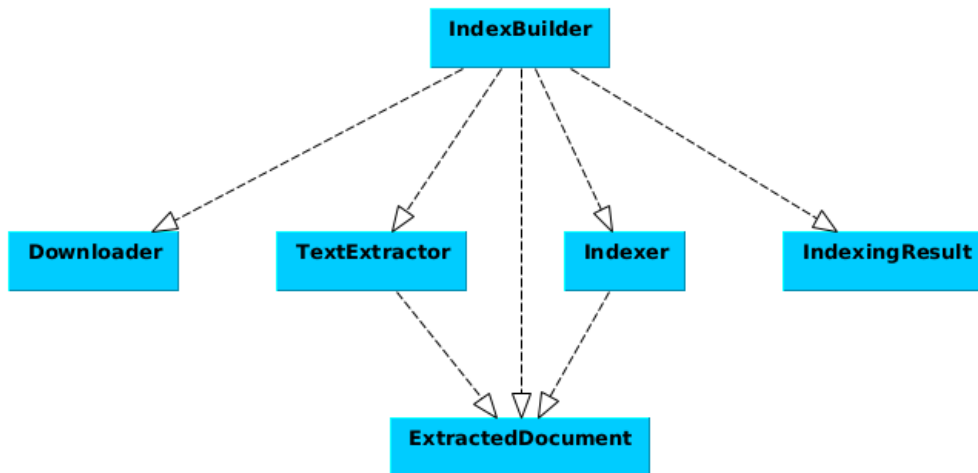 IndexBuilder
Downloader
TextExtractor
Indexer
IndexingResult
ExtractedDocument